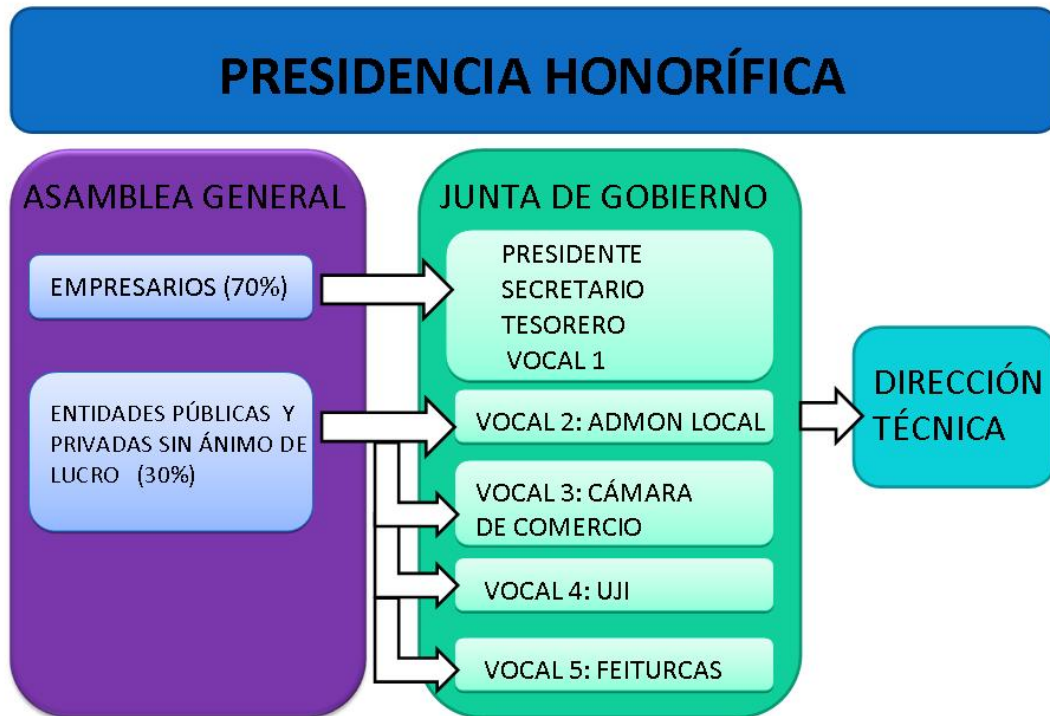 PRESIDENCIA HONORÍFICA
ASAMBLEA GENERAL
EMPRESARIOS (70%)
ENTIDADES PÚBLICAS Y
PRIVADAS SIN ÁNIMO DE
LUCRO (30%)
JUNTA DE GOBIERNO
PRESIDENTE
SECRETARIO
TESORERO
VOCAL 1
VOCAL 2: ADMON LOCAL
VOCAL 3: CÁMARA
DE COMERCIO
VOCAL 4: UJI
VOCAL 5: FEITURCAS
DIRECCIÓN
TÉCNICA